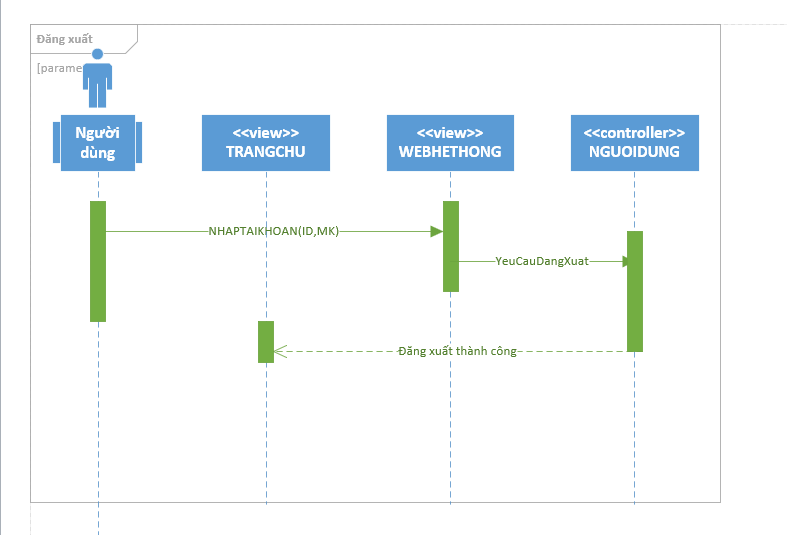 Đăng xuất
[parame
Người
dùng
<<view>>
TRANGCHU
<<view>>
WEBHETHONG
<<controller>>
NGUOIDUNG
NHAPTAIKHOAN(ID,MK)
YeuCauDangXuat
Đăng xuất thành công